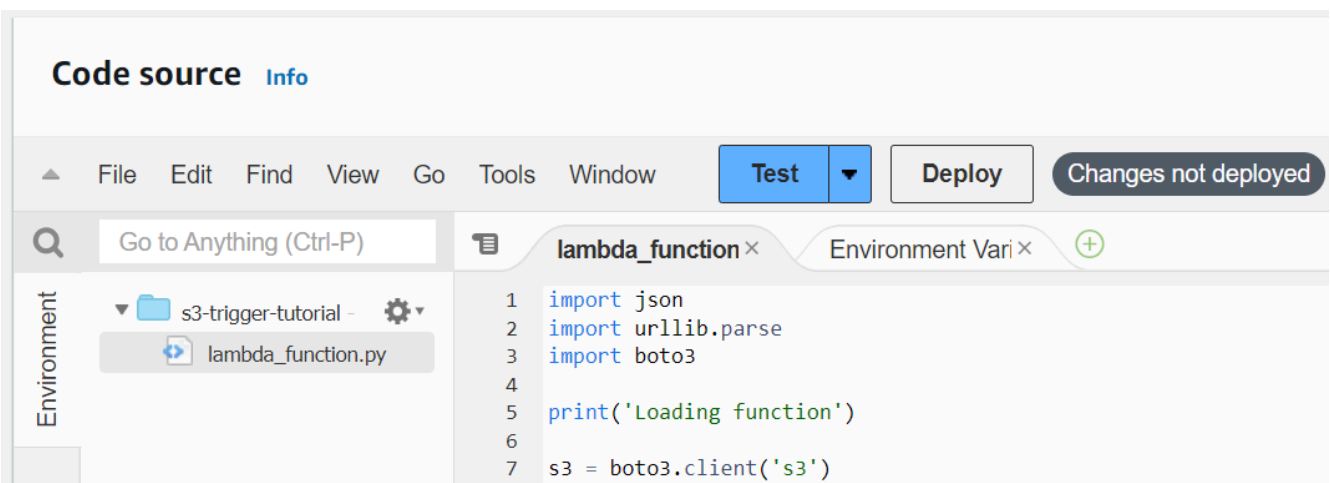 Code source Info
File Edit Find View Go Tools Window Test Deploy Changes not deployed
Go to Anything (Ctrl-P)
lambda_function × Environment Vari ×
Environment
s3-trigger-tutorial -
lambda_function.py
1 import json
2 import urllib.parse
3 import boto3
4
5 print('Loading function')
6
7 s3 = boto3.client('s3')